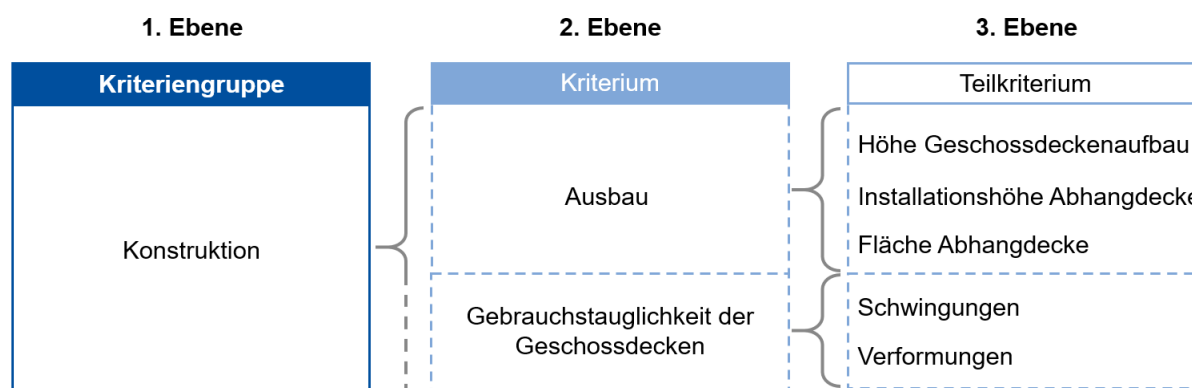 1. Ebene
2. Ebene
3. Ebene
Kriteriengruppe
Kriterium
Teilkriterium
Konstruktion
Ausbau
Höhe Geschossdeckenaufbau
Installationshöhe Abhangdecke
Fläche Abhangdecke
Gebrauchstauglichkeit der
Geschossdecken
Schwingungen
Verformungen